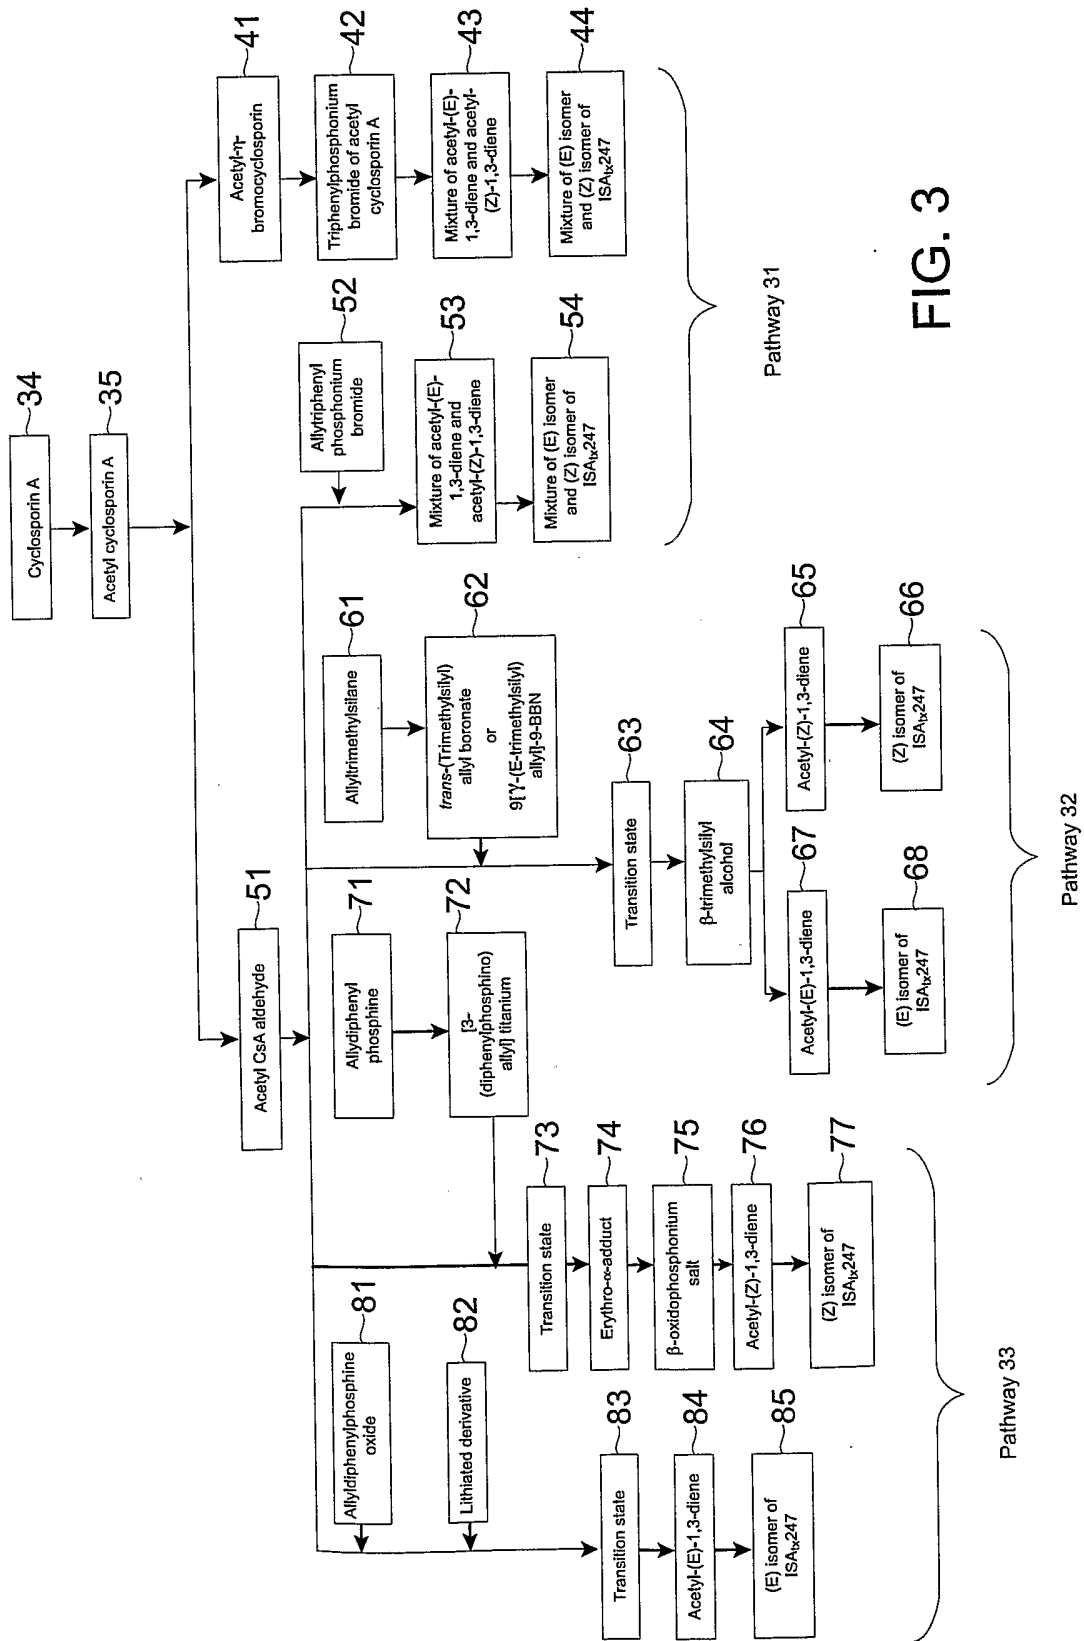 Cyclosporin A
34
Acetyl cyclosporin A
35
Acetyl-η-
bromocyclosporin
41
Triphenylphosphonium
bromide of acetyl
cyclosporin A
42
Mixture of acetyl-(E)-
1,3-diene and acetyl-
(Z)-1,3-diene
43
Mixture of (E) isomer
and (Z) isomer of
ISAtx247
44
Acetyl CsA aldehyde
51
Allytriphenyl
phosphonium
bromide
52
Mixture of acetyl-(E)-
1,3-diene and
acetyl-(Z)-1,3-diene
53
Mixture of (E) isomer
and (Z) isomer of
ISAtx247
54
Pathway 31
Allyltrimethylsilane
61
trans-(Trimethylsilyl)
allyl boronate
or
9[γ-(E-trimethylsilyl)
allyl]-9-BBN
62
Transition state
63
β-trimethylsilyl
alcohol
64
Acetyl-(Z)-1,3-diene
65
(Z) isomer of
ISAtx247
66
Acetyl-(E)-1,3-diene
67
(E) isomer of
ISAtx247
68
Pathway 32
Allydiphenyl
phosphine
71
[3-
(diphenylphosphino)
allyl] titanium
72
Transition state
73
Erythro-α-adduct
74
β-oxidophosphonium
salt
75
Acetyl-(Z)-1,3-diene
76
(Z) isomer of
ISAtx247
77
Allyldiphenylphosphine
oxide
81
Lithiated derivative
82
Transition state
83
Acetyl-(E)-1,3-diene
84
(E) isomer of
ISAtx247
85
Pathway 33
FIG. 3